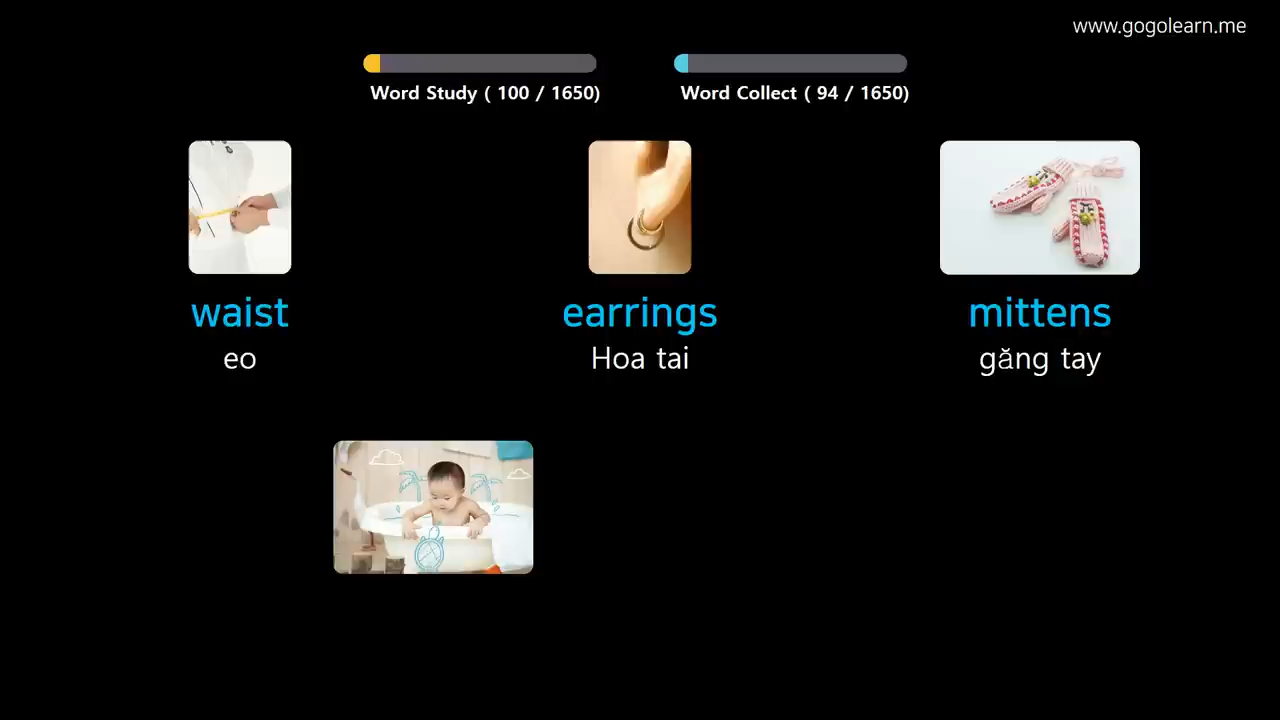 www.gogolearn.me
Word Study ( 100 / 1650)
Word Collect ( 94 / 1650)
waist
earrings
mittens
eo
Hoa tai
găng tay